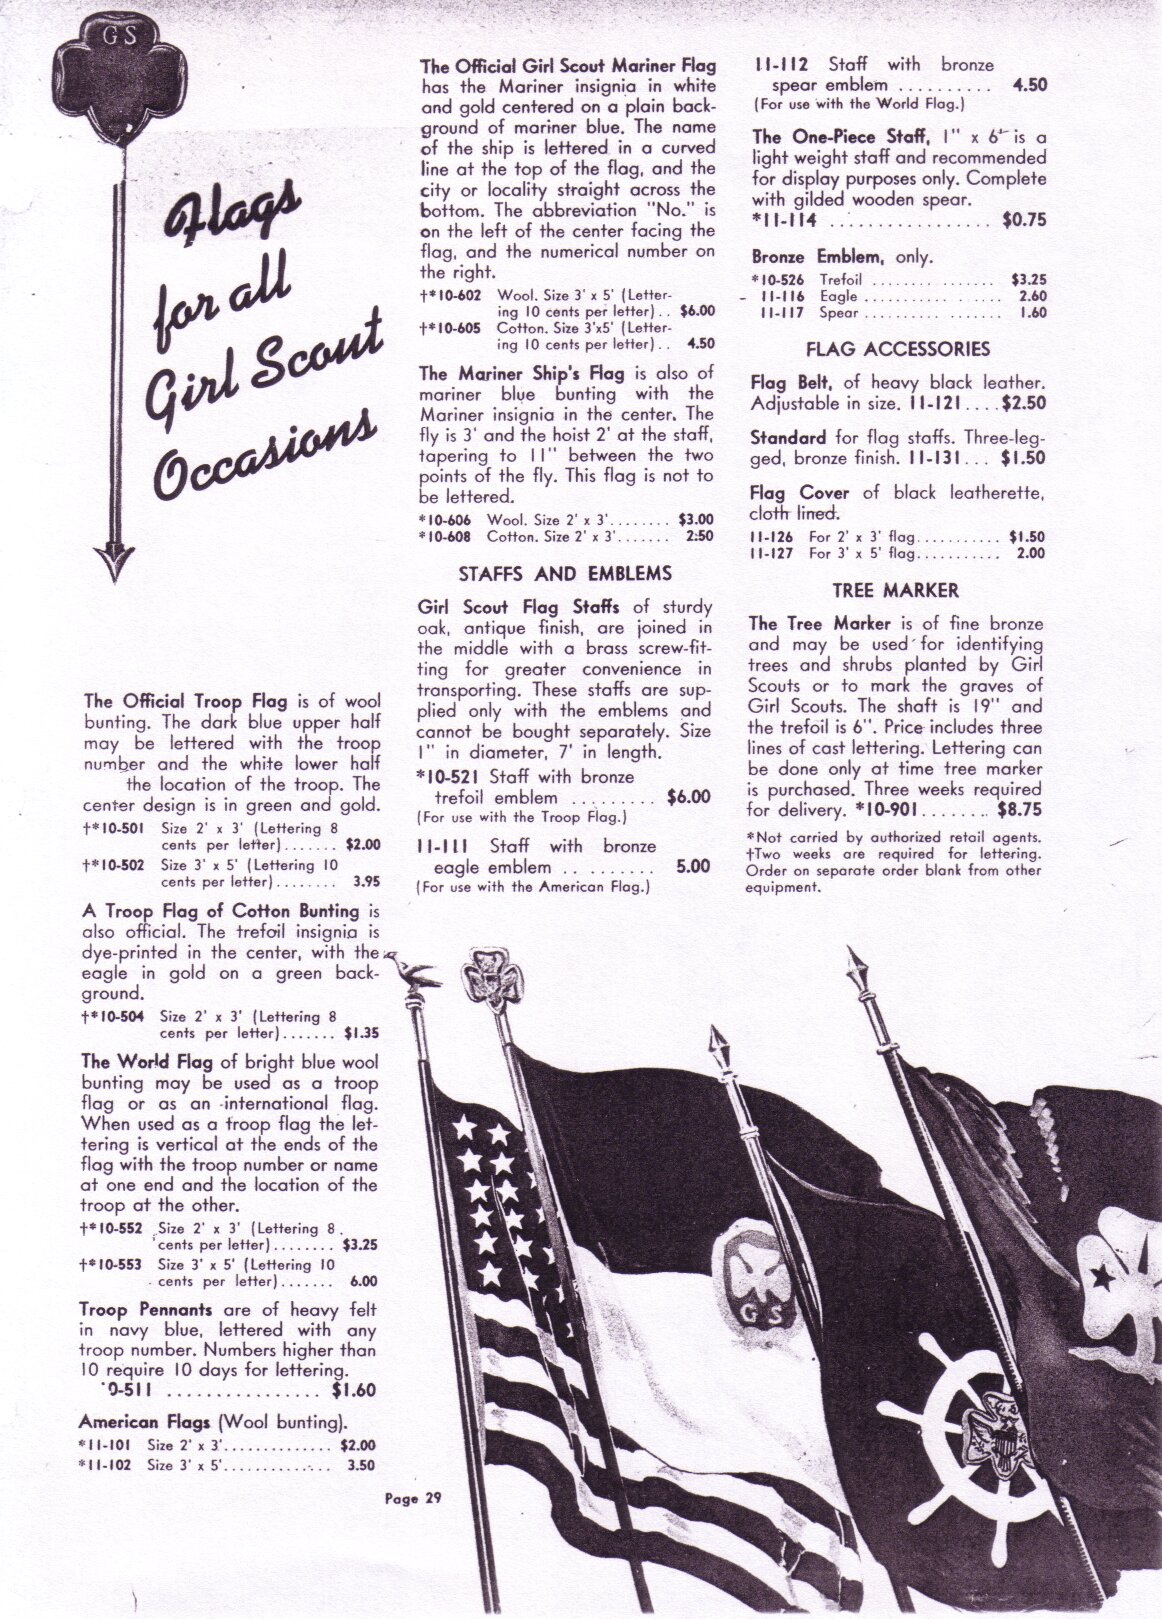 GS
Flags
for all
Girl Scout
Occasions
The Official Troop Flag is of wool
bunting. The dark blue upper half
may be lettered with the troop
number and the white lower half
the location of the troop. The
center design is in green and gold.
†*10-501 Size 2' x 3' (Lettering 8
cents per letter)....... $2.00
†*10-502 Size 3' x 5' (Lettering 10
cents per letter)........ 3.95
A Troop Flag of Cotton Bunting is
also official. The trefoil insignia is
dye-printed in the center, with the
eagle in gold on a green back-
ground.
†*10-504 Size 2' x 3' (Lettering 8
cents per letter)....... $1.35
The World Flag of bright blue wool
bunting may be used as a troop
flag or as an international flag.
When used as a troop flag the let-
tering is vertical at the ends of the
flag with the troop number or name
at one end and the location of the
troop at the other.
†*10-552 Size 2' x 3' (Lettering 8
cents per letter)........ $3.25
†*10-553 Size 3' x 5' (Lettering 10
cents per letter)....... 6.00
Troop Pennants are of heavy felt
in navy blue, lettered with any
troop number. Numbers higher than
10 require 10 days for lettering.
0-511 ................ $1.60
American Flags (Wool bunting).
*11-101 Size 2' x 3'.............. $2.00
*11-102 Size 3' x 5'.............. 3.50
The Official Girl Scout Mariner Flag
has the Mariner insignia in white
and gold centered on a plain back-
ground of mariner blue. The name
of the ship is lettered in a curved
line at the top of the flag, and the
city or locality straight across the
bottom. The abbreviation "No." is
on the left of the center facing the
flag, and the numerical number on
the right.
†*10-602 Wool. Size 3' x 5' (Letter-
ing 10 cents per letter).. $6.00
†*10-605 Cotton. Size 3'x5' (Letter-
ing 10 cents per letter).. 4.50
The Mariner Ship's Flag is also of
mariner blue bunting with the
Mariner insignia in the center. The
fly is 3' and the hoist 2' at the staff,
tapering to 11" between the two
points of the fly. This flag is not to
be lettered.
*10-606 Wool. Size 2' x 3'........ $3.00
*10-608 Cotton. Size 2' x 3'....... 2.50
STAFFS AND EMBLEMS
Girl Scout Flag Staffs of sturdy
oak, antique finish, are joined in
the middle with a brass screw-fit-
ting for greater convenience in
transporting. These staffs are sup-
plied only with the emblems and
cannot be bought separately. Size
1" in diameter, 7' in length.
*10-521 Staff with bronze
trefoil emblem ......... $6.00
(For use with the Troop Flag.)
11-111 Staff with bronze
eagle emblem .. ....... 5.00
(For use with the American Flag.)
11-112 Staff with bronze
spear emblem .......... 4.50
(For use with the World Flag.)
The One-Piece Staff, 1" x 6' is a
light weight staff and recommended
for display purposes only. Complete
with gilded wooden spear.
*11-114 ................. $0.75
Bronze Emblem, only.
*10-526 Trefoil ............... $3.25
11-116 Eagle ................. 2.60
11-117 Spear ................. 1.60
FLAG ACCESSORIES
Flag Belt, of heavy black leather.
Adjustable in size. 11-121....$2.50
Standard for flag staffs. Three-leg-
ged, bronze finish. 11-131... $1.50
Flag Cover of black leatherette,
cloth lined.
11-126 For 2' x 3' flag........... $1.50
11-127 For 3' x 5' flag........... 2.00
TREE MARKER
The Tree Marker is of fine bronze
and may be used for identifying
trees and shrubs planted by Girl
Scouts or to mark the graves of
Girl Scouts. The shaft is 19" and
the trefoil is 6". Price includes three
lines of cast lettering. Lettering can
be done only at time tree marker
is purchased. Three weeks required
for delivery. *10-901........ $8.75
*Not carried by authorized retail agents.
†Two weeks are required for lettering.
Order on separate order blank from other
equipment.
GS
Page 29